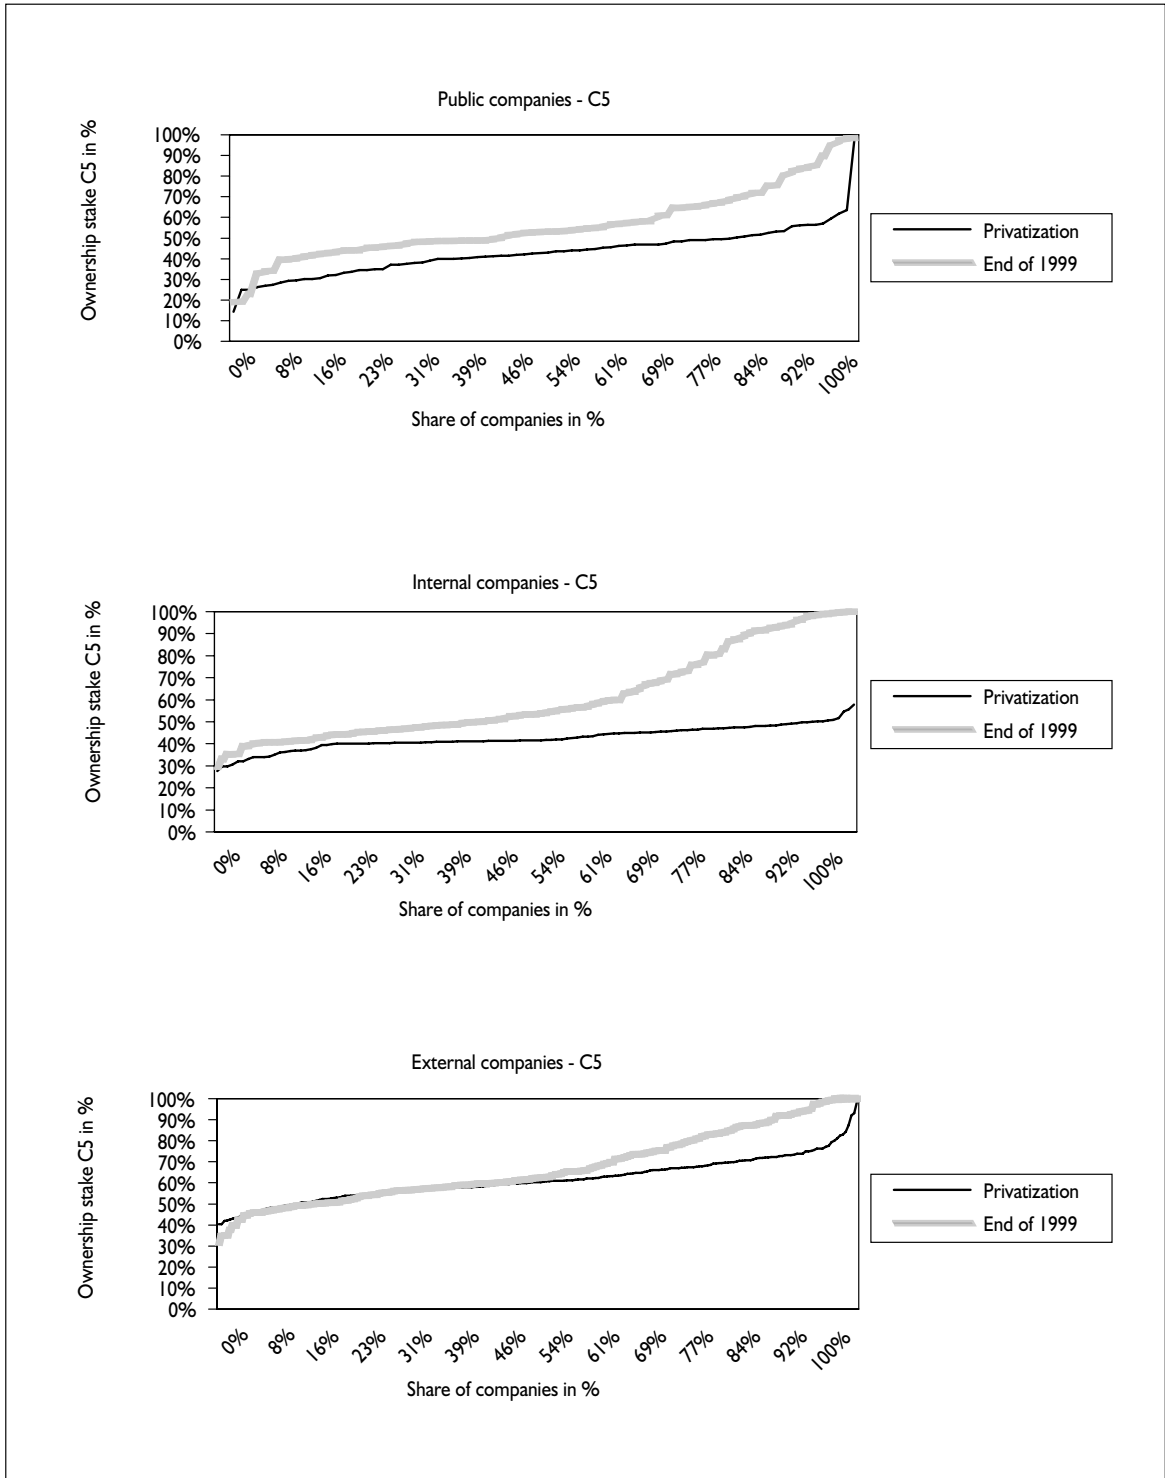 Public companies - C5
Ownership stake C5 in %
100%
90%
80%
70%
60%
50%
40%
30%
20%
10%
0%
0% 8% 16% 23% 31% 39% 46% 54% 61% 69% 77% 84% 92% 100%
Share of companies in %
Privatization
End of 1999
Internal companies - C5
Ownership stake C5 in %
100%
90%
80%
70%
60%
50%
40%
30%
20%
10%
0%
0% 8% 16% 23% 31% 39% 46% 54% 61% 69% 77% 84% 92% 100%
Share of companies in %
Privatization
End of 1999
External companies - C5
Ownership stake C5 in %
100%
90%
80%
70%
60%
50%
40%
30%
20%
10%
0%
0% 8% 16% 23% 31% 39% 46% 54% 61% 69% 77% 84% 92% 100%
Share of companies in %
Privatization
End of 1999